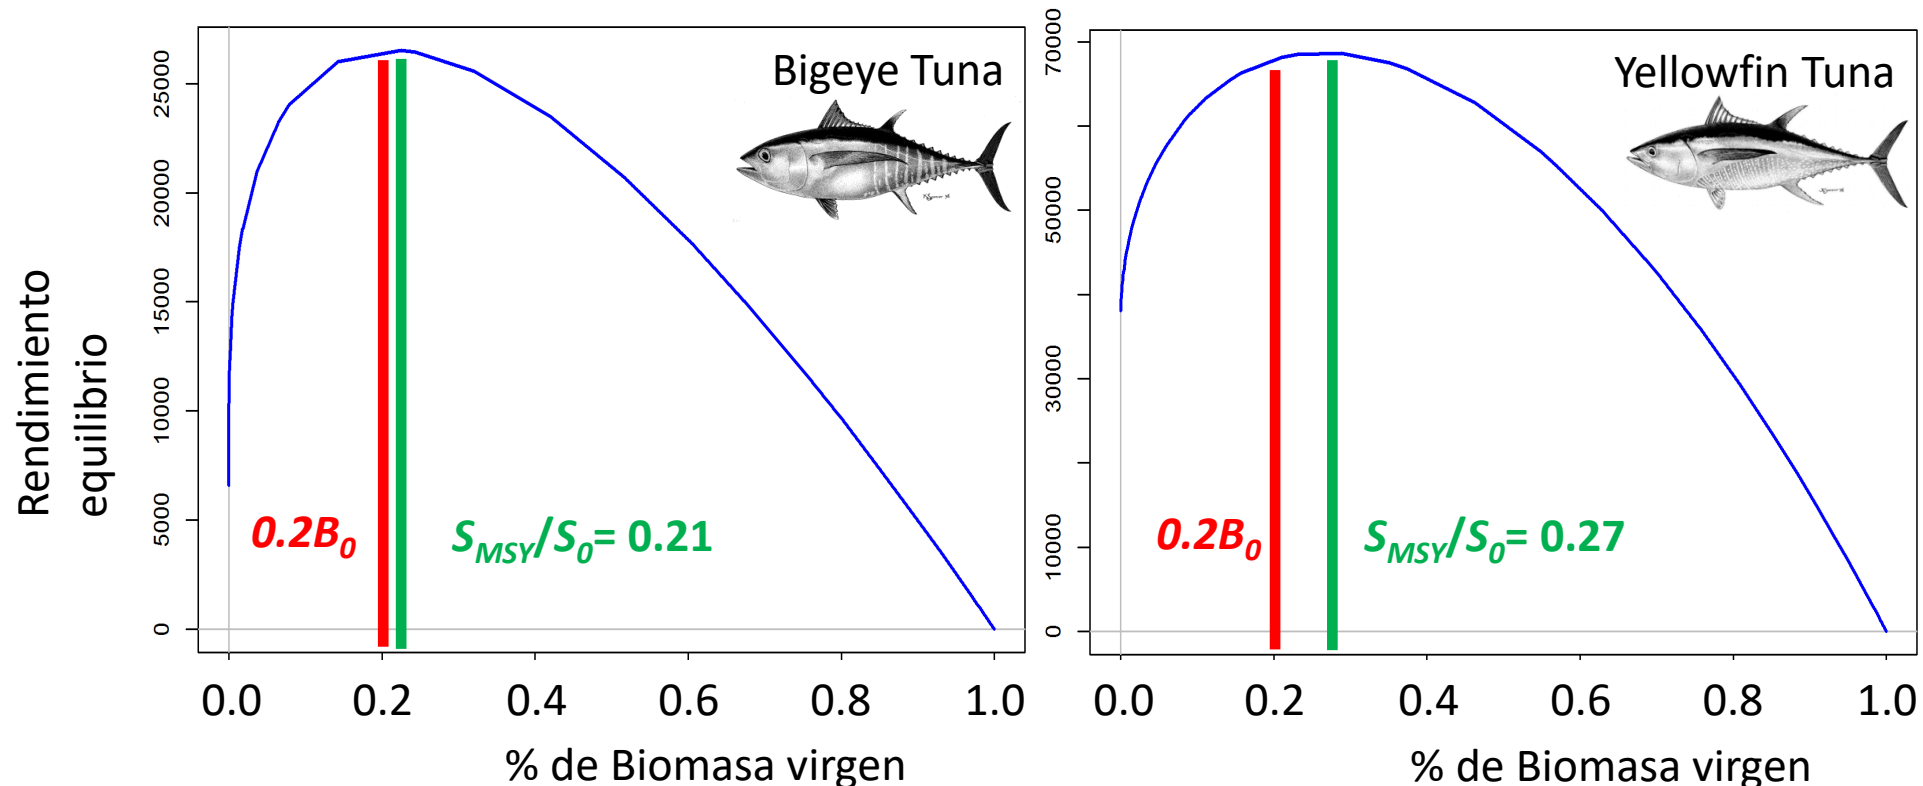 Rendimiento
equilibrio
Bigeye Tuna
25000
20000
15000
10000
5000
0
0.2B0
SMSY/S0= 0.21
0.0 0.2 0.4 0.6 0.8 1.0
% de Biomasa virgen
Yellowfin Tuna
70000
50000
30000
10000
0
0.2B0
SMSY/S0= 0.27
0.0 0.2 0.4 0.6 0.8 1.0
% de Biomasa virgen